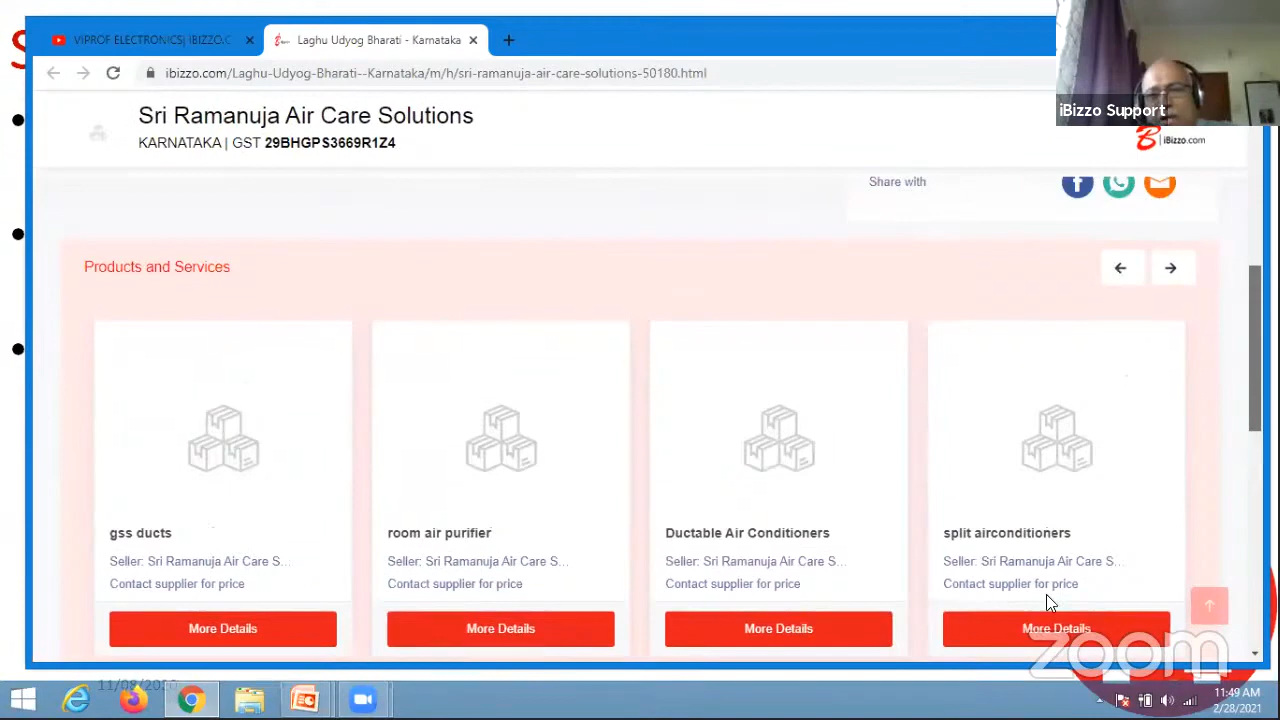 VIPROF ELECTRONICS| iBIZZO.C
Laghu Udyog Bharati - Karnataka
ibizzo.com/Laghu-Udyog-Bharati--Karnataka/m/h/sri-ramanuja-air-care-solutions-50180.html
iBizzo Support
Sri Ramanuja Air Care Solutions
KARNATAKA | GST 29BHGPS3669R1Z4
iBizzo.com
Share with
Products and Services
gss ducts
Seller: Sri Ramanuja Air Care S...
Contact supplier for price
More Details
room air purifier
Seller: Sri Ramanuja Air Care S...
Contact supplier for price
More Details
Ductable Air Conditioners
Seller: Sri Ramanuja Air Care S...
Contact supplier for price
More Details
split airconditioners
Seller: Sri Ramanuja Air Care S...
Contact supplier for price
More Details
zoom
11/08/2030
11:49 AM
2/28/2021